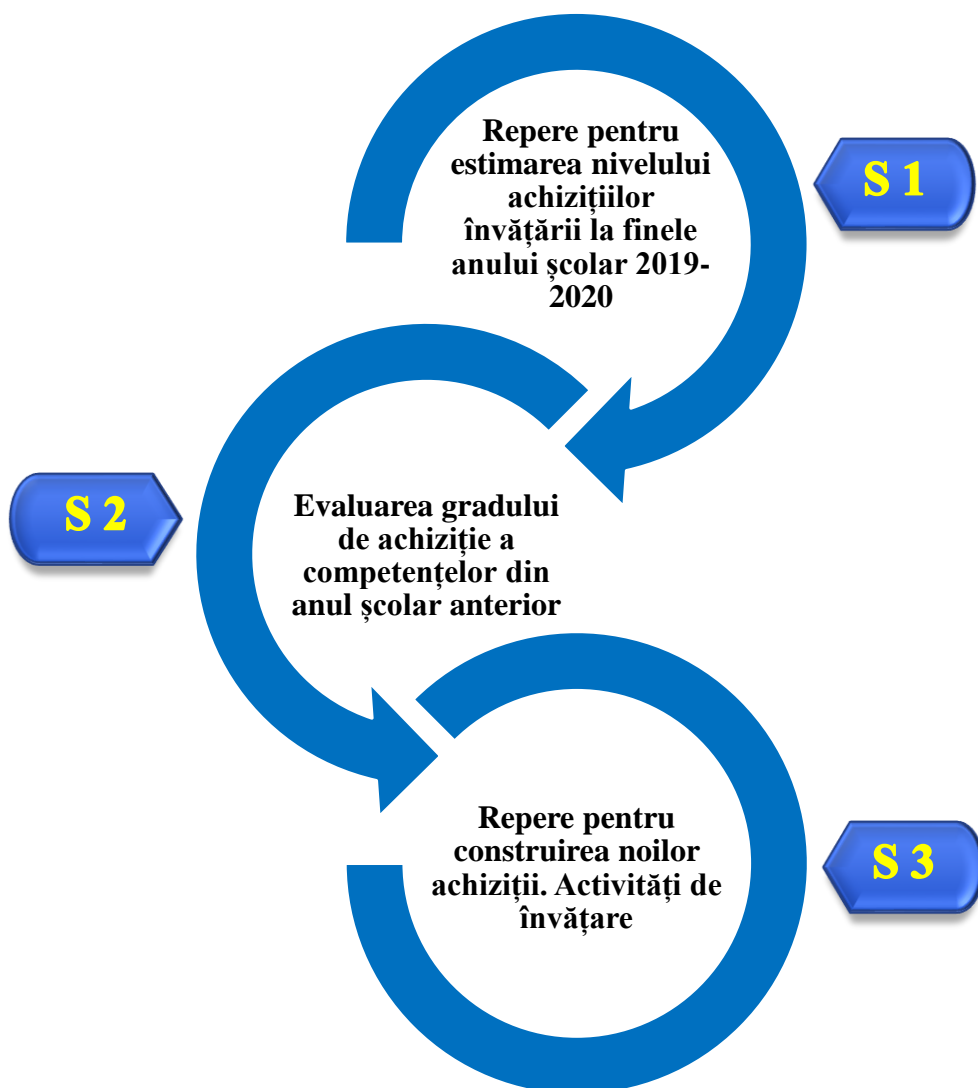 Repere pentru
estimarea nivelului
achizițiilor
învățării la finele
anului școlar 2019-
2020
S 1
S 2
Evaluarea gradului
de achiziție a
competențelor din
anul școlar anterior
Repere pentru
construirea noilor
achiziții. Activități de
învățare
S 3